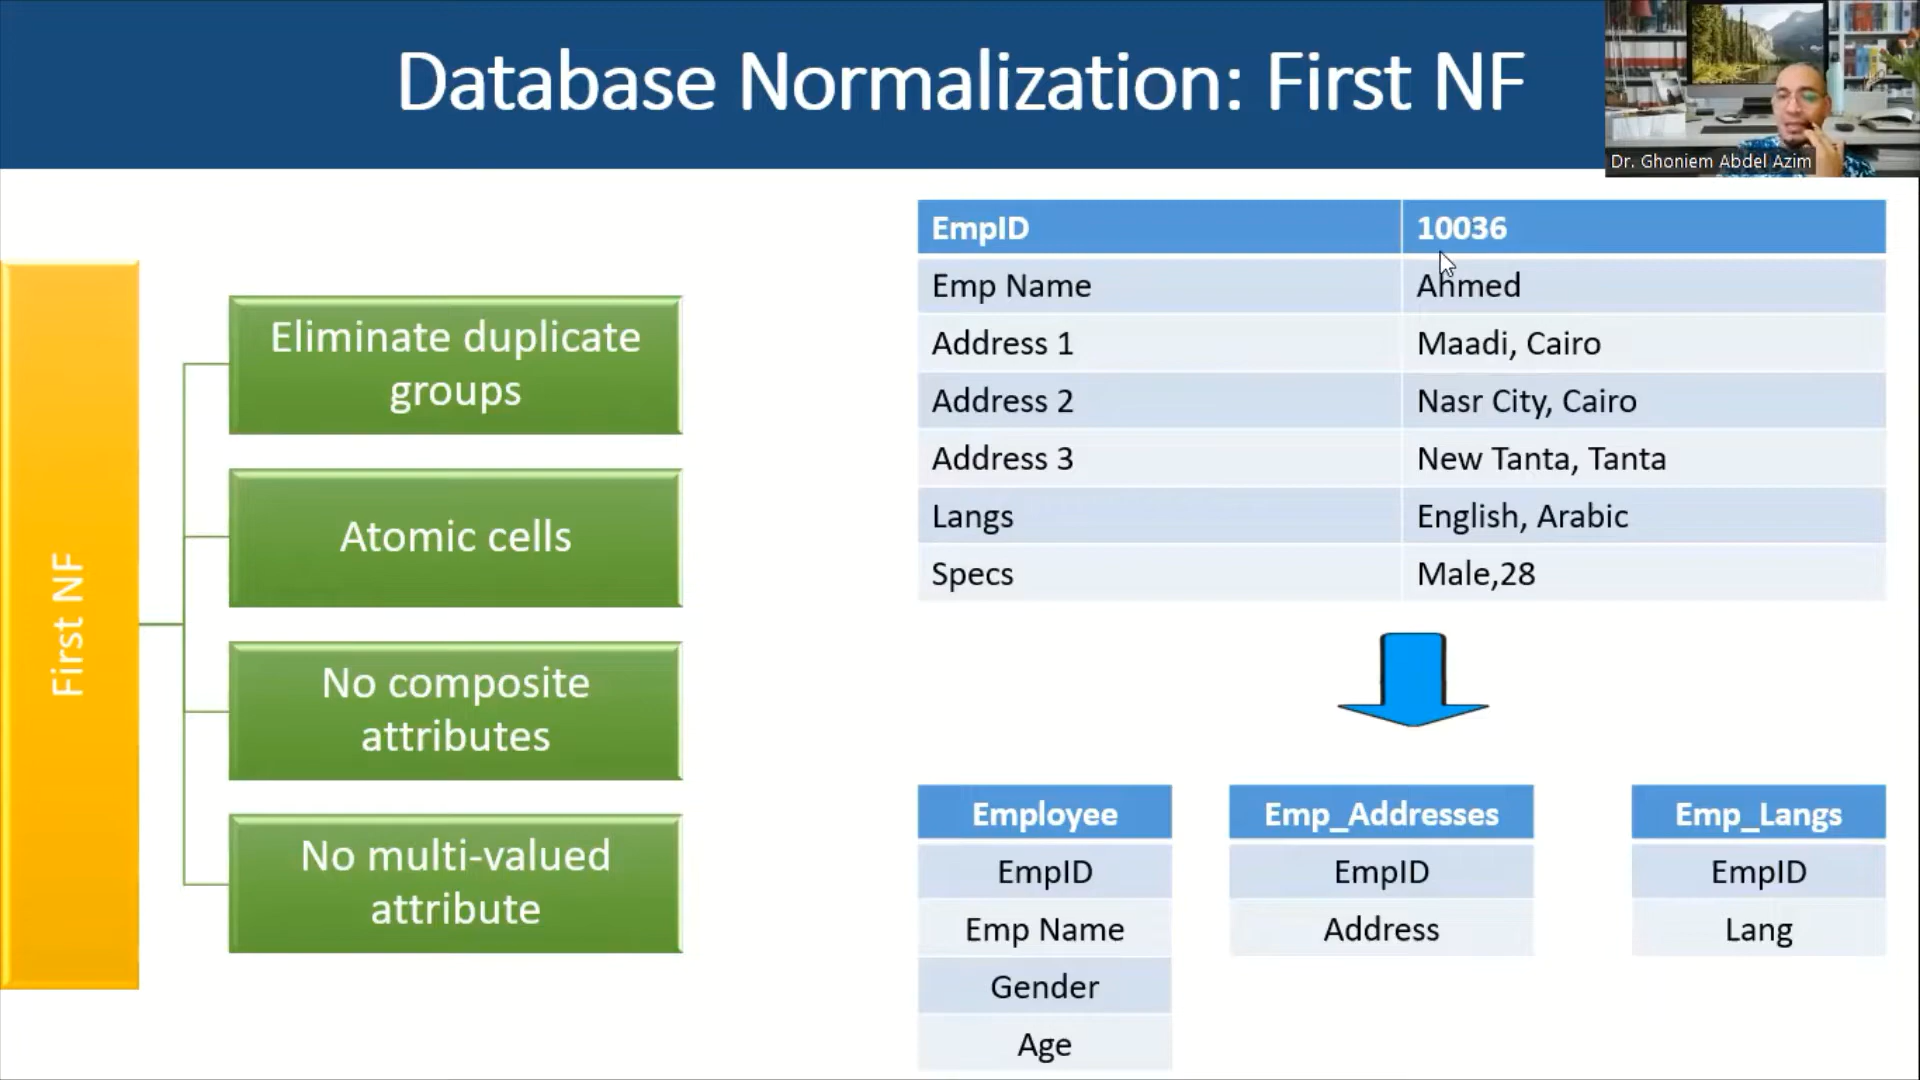 Database Normalization: First NF
Dr. Ghoniem Abdel Azim
First NF
Eliminate duplicate
groups
Atomic cells
No composite
attributes
No multi-valued
attribute
EmpID 10036
Emp Name Ahmed
Address 1 Maadi, Cairo
Address 2 Nasr City, Cairo
Address 3 New Tanta, Tanta
Langs English, Arabic
Specs Male,28
Employee
EmpID
Emp Name
Gender
Age
Emp_Addresses
EmpID
Address
Emp_Langs
EmpID
Lang